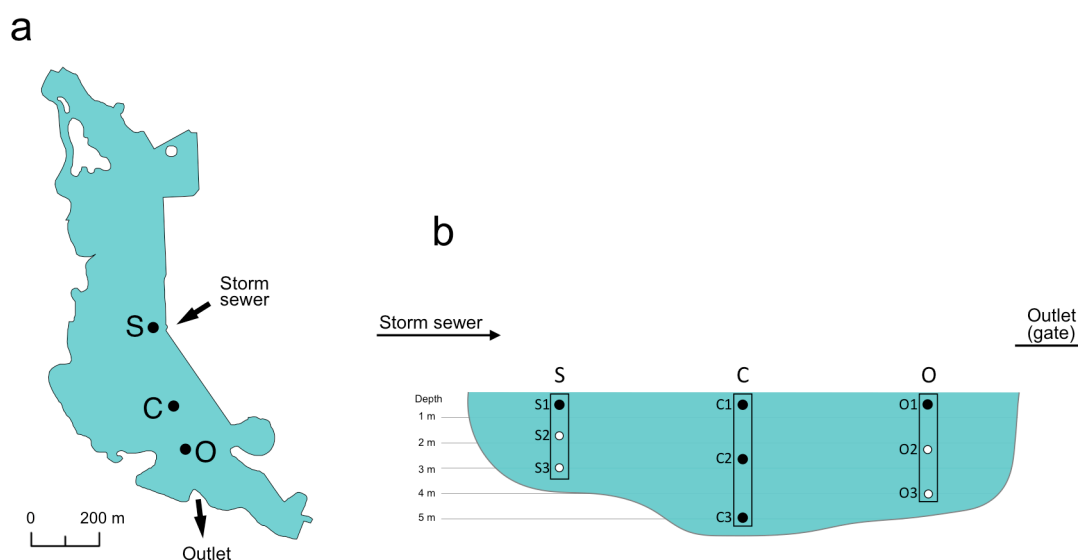 a
Storm
sewer
S
C
O
0 200 m
Outlet
b
Storm sewer
Outlet
(gate)
S C O
Depth
1 m
2 m
3 m
4 m
5 m
S1
S2
S3
C1
C2
C3
O1
O2
O3